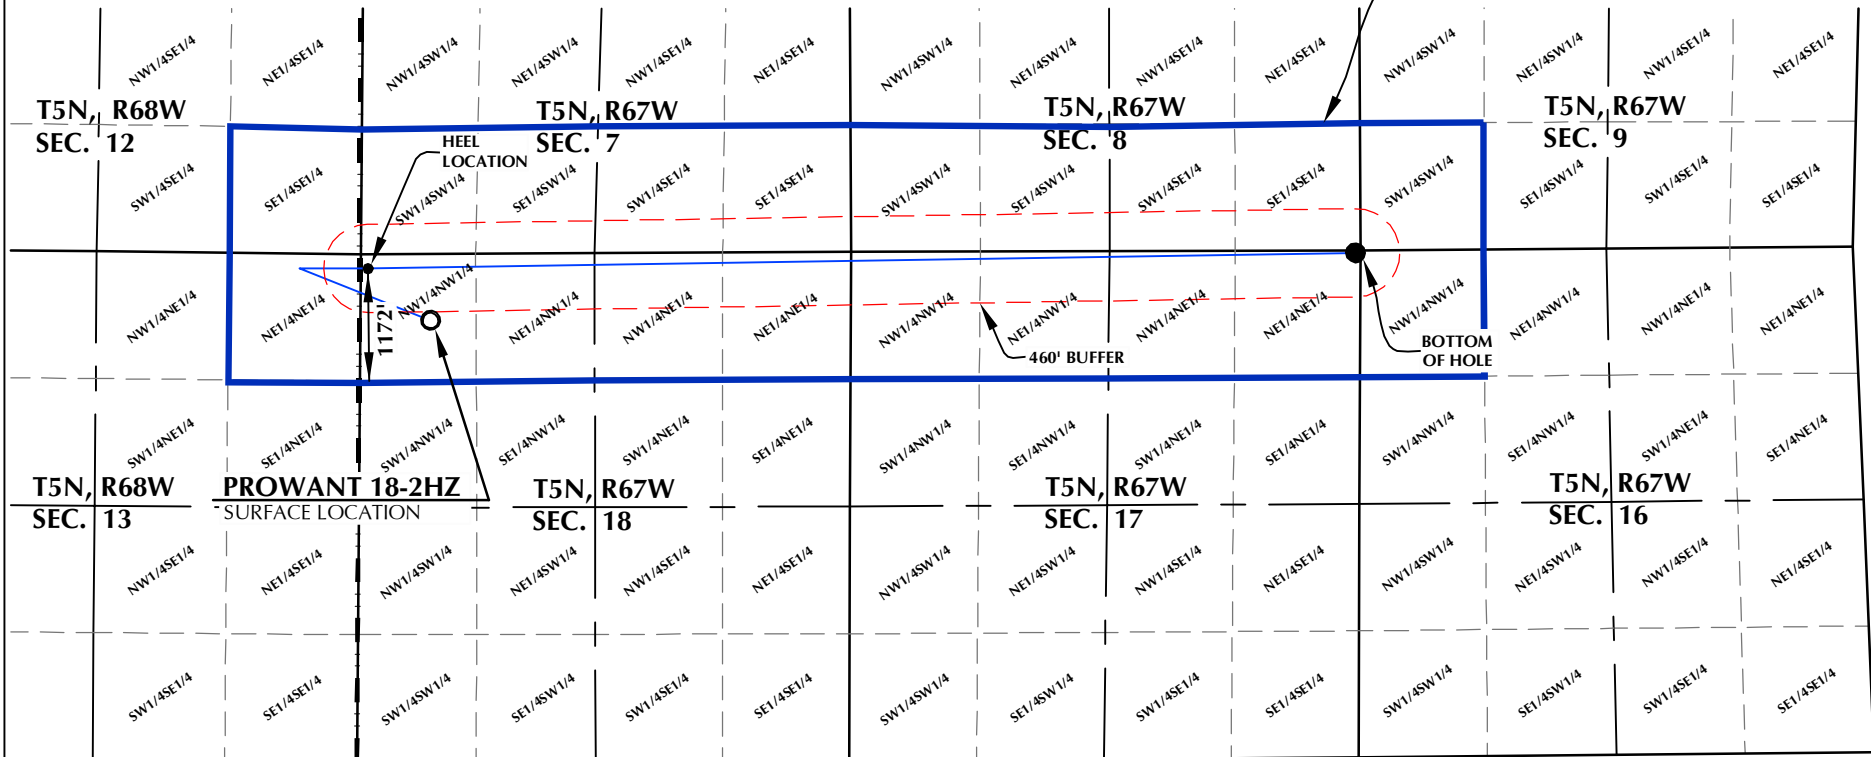 NW1/4SE1/4 NE1/4SE1/4 NW1/4SW1/4 NE1/4SW1/4 NW1/4SE1/4 NE1/4SE1/4 NW1/4SW1/4 NE1/4SW1/4 NW1/4SE1/4 NE1/4SE1/4 NW1/4SW1/4 NE1/4SW1/4 NW1/4SE1/4 NE1/4SE1/4
T5N, R68W
SEC. 12
T5N, R67W
SEC. 7
T5N, R67W
SEC. 8
T5N, R67W
SEC. 9
HEEL
LOCATION
SW1/4SE1/4 SE1/4SE1/4 SW1/4SW1/4 SE1/4SW1/4 SW1/4SE1/4 SE1/4SE1/4 SW1/4SW1/4 SE1/4SW1/4 SW1/4SE1/4 SE1/4SE1/4 SW1/4SW1/4 SE1/4SW1/4 SW1/4SE1/4 SE1/4SE1/4
NW1/4NE1/4 NE1/4NE1/4 NW1/4NW1/4 NE1/4NW1/4 NW1/4NE1/4 NE1/4NE1/4 NW1/4NW1/4 NE1/4NW1/4 NW1/4NE1/4 NE1/4NE1/4 NW1/4NW1/4 NE1/4NW1/4 NW1/4NE1/4 NE1/4NE1/4
1172'
460' BUFFER
BOTTOM
OF HOLE
SW1/4NE1/4 SE1/4NE1/4 SW1/4NW1/4 SE1/4NW1/4 SW1/4NE1/4 SE1/4NE1/4 SW1/4NW1/4 SE1/4NW1/4 SW1/4NE1/4 SE1/4NE1/4 SW1/4NW1/4 SE1/4NW1/4 SW1/4NE1/4 SE1/4NE1/4
T5N, R68W
SEC. 13
PROWANT 18-2HZ
SURFACE LOCATION
T5N, R67W
SEC. 18
T5N, R67W
SEC. 17
T5N, R67W
SEC. 16
NW1/4SE1/4 NE1/4SE1/4 NW1/4SW1/4 NE1/4SW1/4 NW1/4SE1/4 NE1/4SE1/4 NW1/4SW1/4 NE1/4SW1/4 NW1/4SE1/4 NE1/4SE1/4 NW1/4SW1/4 NE1/4SW1/4 NW1/4SE1/4 NE1/4SE1/4
SW1/4SE1/4 SE1/4SE1/4 SW1/4SW1/4 SE1/4SW1/4 SW1/4SE1/4 SE1/4SE1/4 SW1/4SW1/4 SE1/4SW1/4 SW1/4SE1/4 SE1/4SE1/4 SW1/4SW1/4 SE1/4SW1/4 SW1/4SE1/4 SE1/4SE1/4